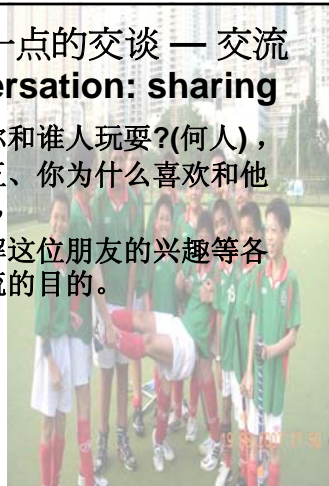 一点的交谈 — 交流
ersation: sharing
你和谁人玩耍?(何人) ，
三、你为什么喜欢和他
，
解这位朋友的兴趣等各
流的目的。